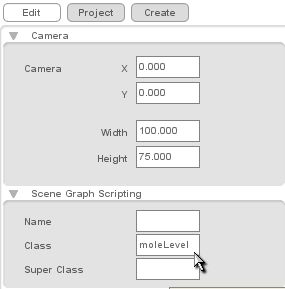 Edit Project Create
Camera
Camera X 0.000
Y 0.000
Width 100.000
Height 75.000
Scene Graph Scripting
Name
Class moleLevel
Super Class